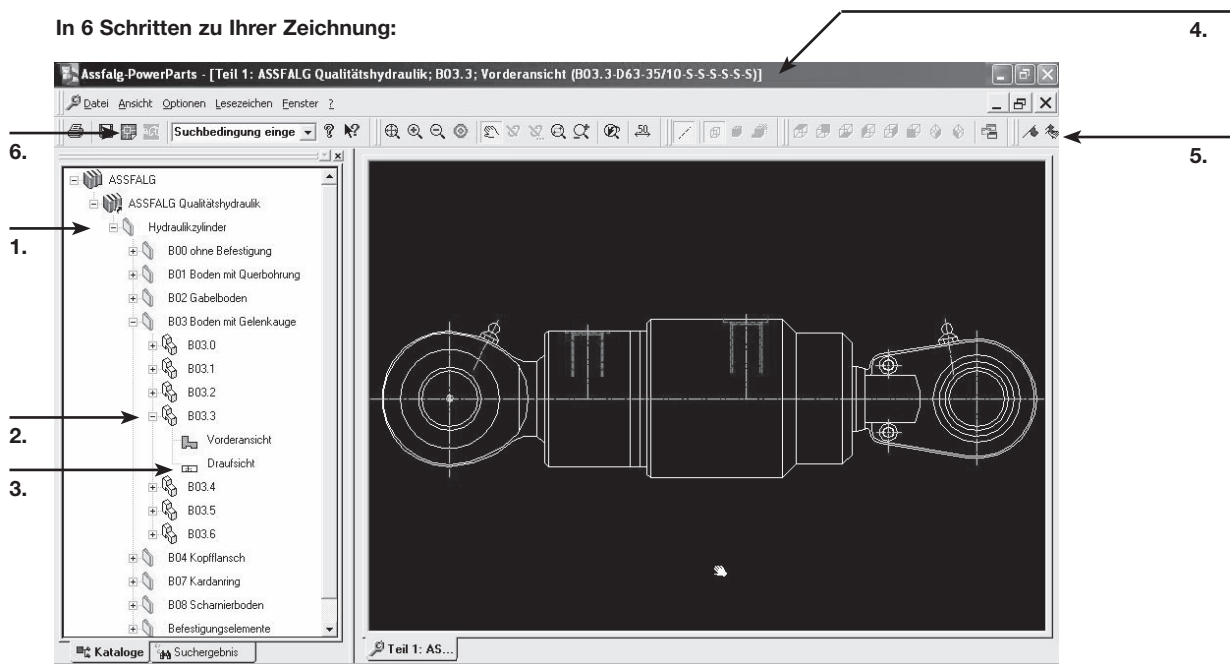 In 6 Schritten zu Ihrer Zeichnung:
4.
Assfalg-PowerParts - [Teil 1: ASSFALG Qualitätshydraulik; B03.3; Vorderansicht (B03.3-D63-35/10-S-S-S-S-S-S)]
Datei Ansicht Optionen Lesezeichen Fenster ?
Suchbedingung einge
50
6.
5.
ASSFALG
ASSFALG Qualitätshydraulik
Hydraulikzylinder
1.
B00 ohne Befestigung
B01 Boden mit Querbohrung
B02 Gabelboden
B03 Boden mit Gelenkauge
B03.0
B03.1
B03.2
B03.3
2.
Vorderansicht
Draufsicht
3.
B03.4
B03.5
B03.6
B04 Kopfflansch
B07 Kardanring
B08 Scharnierboden
Befestigungselemente
Kataloge Suchergebnis
Teil 1: AS...